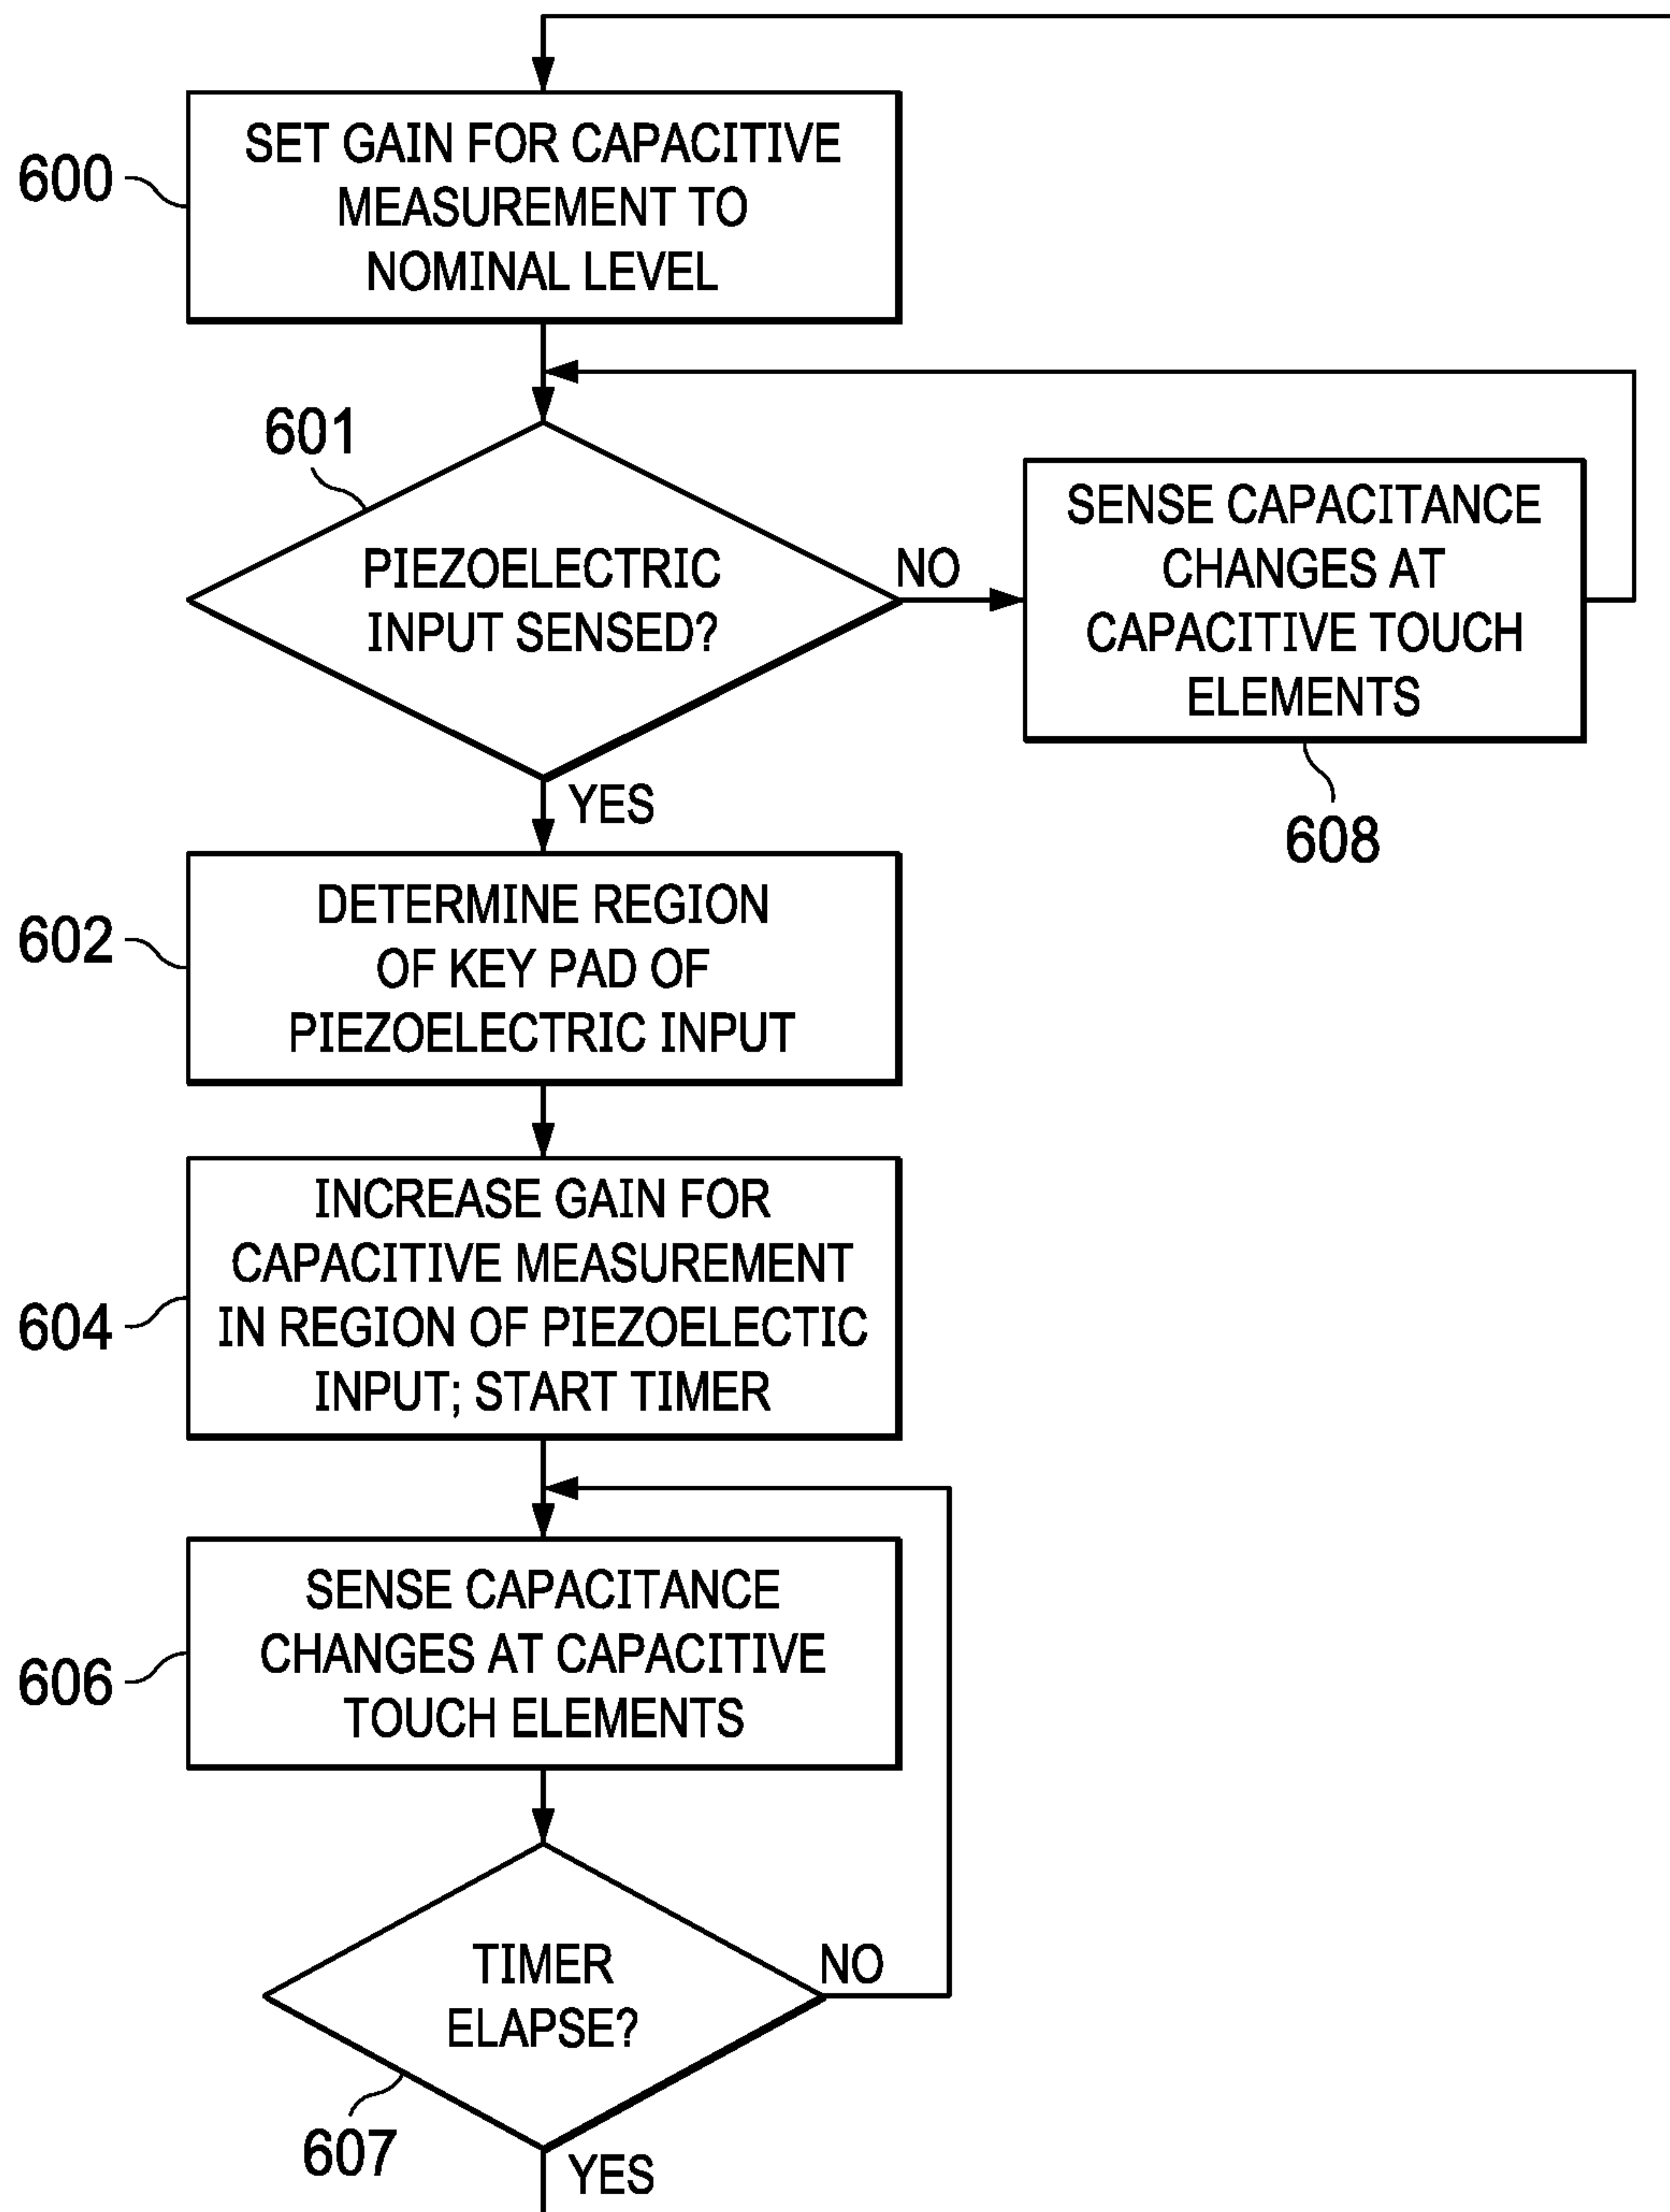 600
SET GAIN FOR CAPACITIVE
MEASUREMENT TO
NOMINAL LEVEL
601
PIEZOELECTRIC
INPUT SENSED?
NO
SENSE CAPACITANCE
CHANGES AT
CAPACITIVE TOUCH
ELEMENTS
608
YES
602
DETERMINE REGION
OF KEY PAD OF
PIEZOELECTRIC INPUT
604
INCREASE GAIN FOR
CAPACITIVE MEASUREMENT
IN REGION OF PIEZOELECTIC
INPUT; START TIMER
606
SENSE CAPACITANCE
CHANGES AT CAPACITIVE
TOUCH ELEMENTS
TIMER
ELAPSE?
NO
607
YES